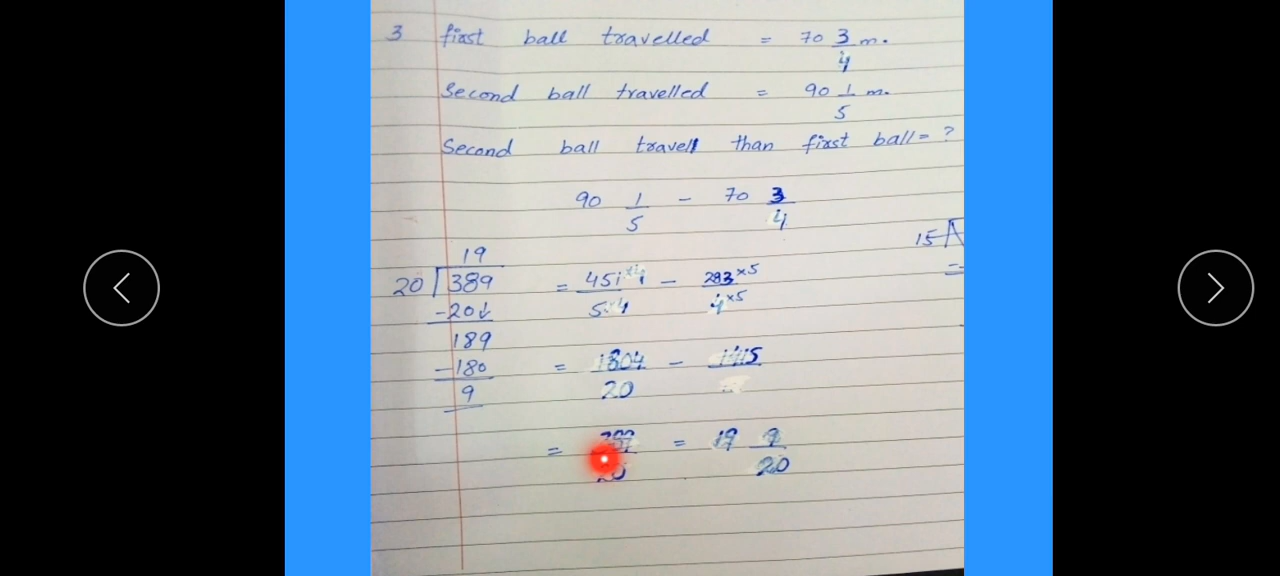 3 first ball travelled = 70 3/4 m.
Second ball travelled = 90 1/5 m.
Second ball travell than first ball = ?
90 1/5 - 70 3/4
19
20 389
-20↓
189
-180
9
= 451×4/5×4 - 283×5/4×5
15
= 1804/20 - 1415
= = 19 9/20